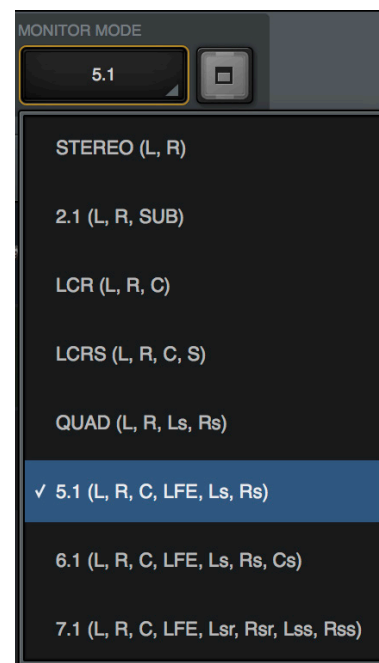 MONITOR MODE
5.1
STEREO (L, R)
2.1 (L, R, SUB)
LCR (L, R, C)
LCRS (L, R, C, S)
QUAD (L, R, Ls, Rs)
✓ 5.1 (L, R, C, LFE, Ls, Rs)
6.1 (L, R, C, LFE, Ls, Rs, Cs)
7.1 (L, R, C, LFE, Lsr, Rsr, Lss, Rss)